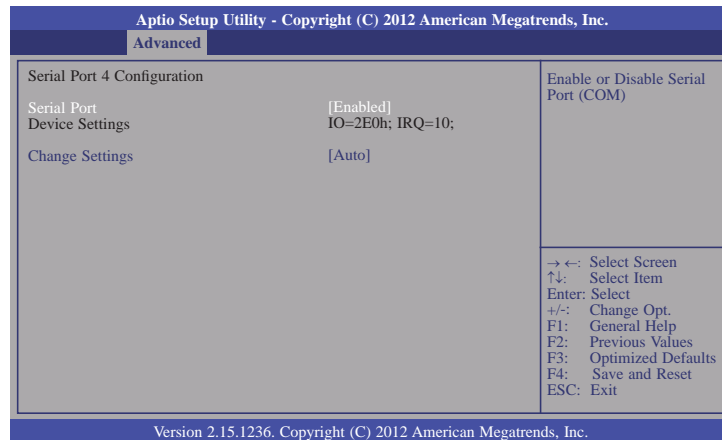 Aptio Setup Utility - Copyright (C) 2012 American Megatrends, Inc.
Advanced
Serial Port 4 Configuration
Serial Port [Enabled]
Device Settings IO=2E0h; IRQ=10;
Change Settings [Auto]
Enable or Disable Serial
Port (COM)
→ ←: Select Screen
↑↓: Select Item
Enter: Select
+/-: Change Opt.
F1: General Help
F2: Previous Values
F3: Optimized Defaults
F4: Save and Reset
ESC: Exit
Version 2.15.1236. Copyright (C) 2012 American Megatrends, Inc.